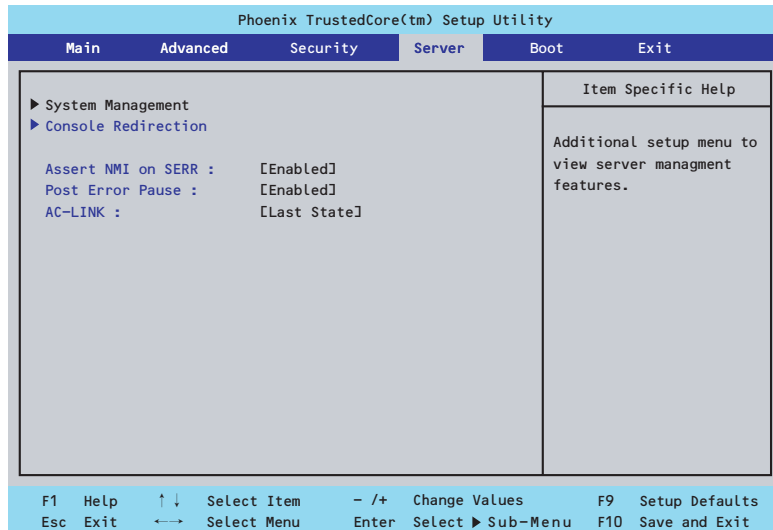 Phoenix TrustedCore(tm) Setup Utility
Main Advanced Security Server Boot Exit
▶ System Management
▶ Console Redirection
Assert NMI on SERR : [Enabled]
Post Error Pause : [Enabled]
AC-LINK : [Last State]
Item Specific Help
Additional setup menu to
view server managment
features.
F1 Help ↑↓ Select Item - /+ Change Values F9 Setup Defaults
Esc Exit ←→ Select Menu Enter Select ▶ Sub-Menu F10 Save and Exit